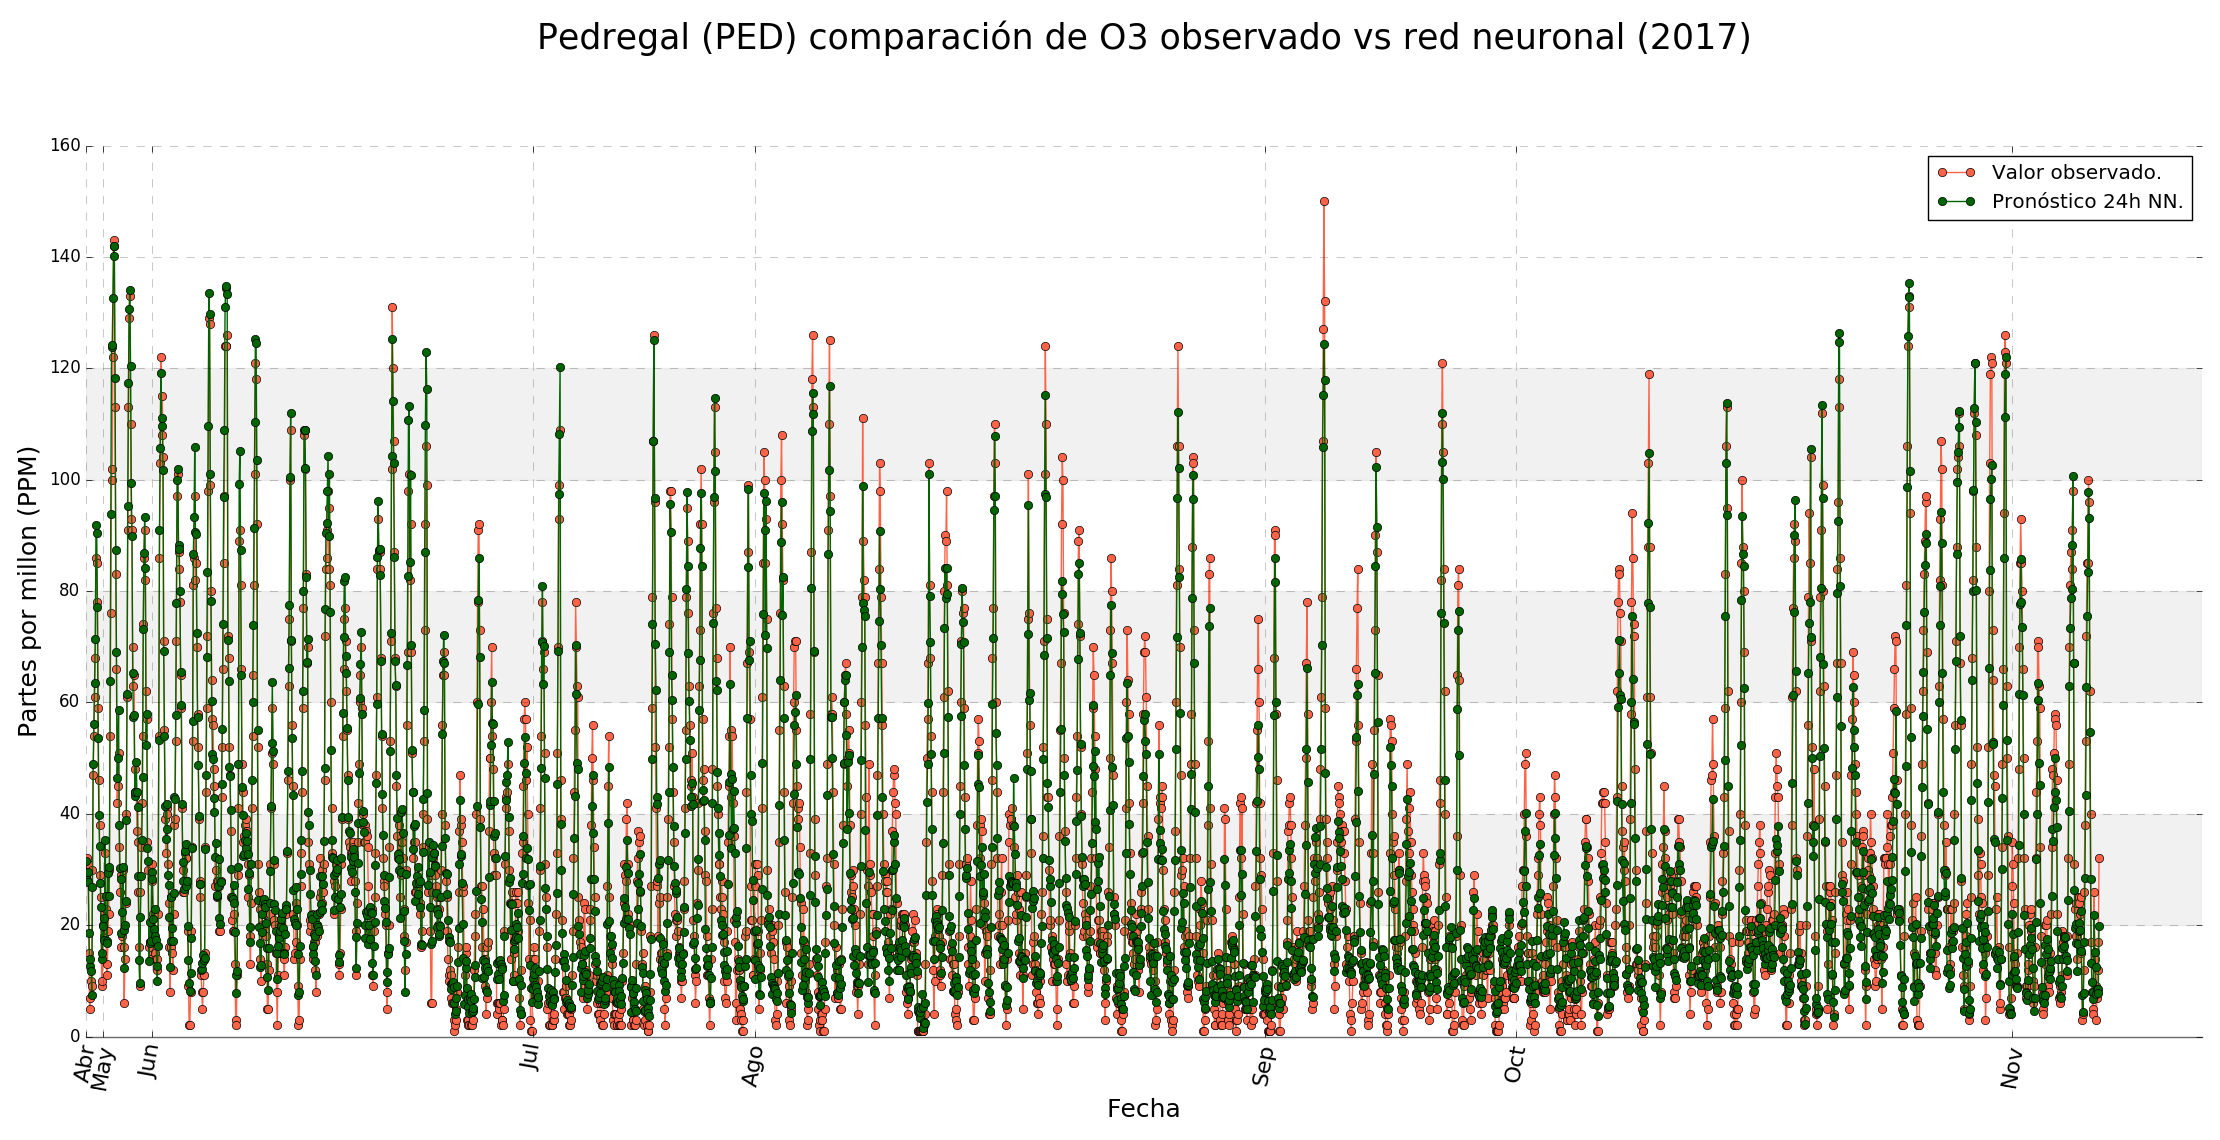 Pedregal (PED) comparación de O3 observado vs red neuronal (2017)
Valor observado.
Pronóstico 24h NN.
Partes por millon (PPM)
160
140
120
100
80
60
40
20
0
Abr
May
Jun
Jul
Ago
Sep
Oct
Nov
Fecha